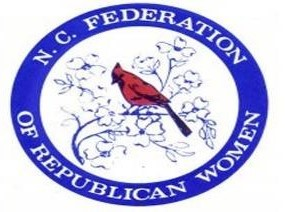 N. C. FEDERATION
OF REPUBLICAN WOMEN